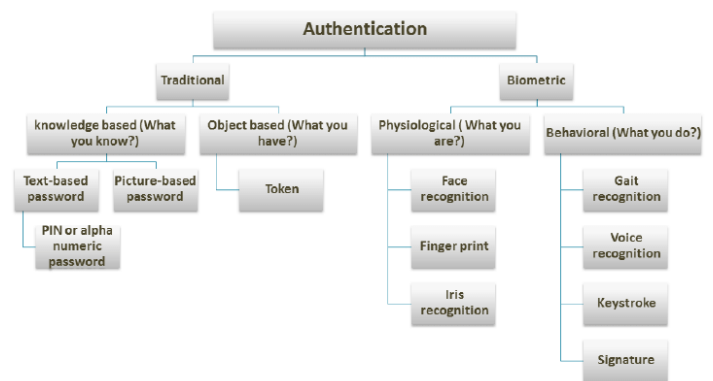 Authentication
Traditional
Biometric
knowledge based (What
you know?)
Object based (What you
have?)
Physiological ( What you
are?)
Behavioral (What you do?)
Text-based
password
Picture-based
password
Token
Face
recognition
Gait
recognition
PIN or alpha
numeric
password
Finger print
Voice
recognition
Iris
recognition
Keystroke
Signature